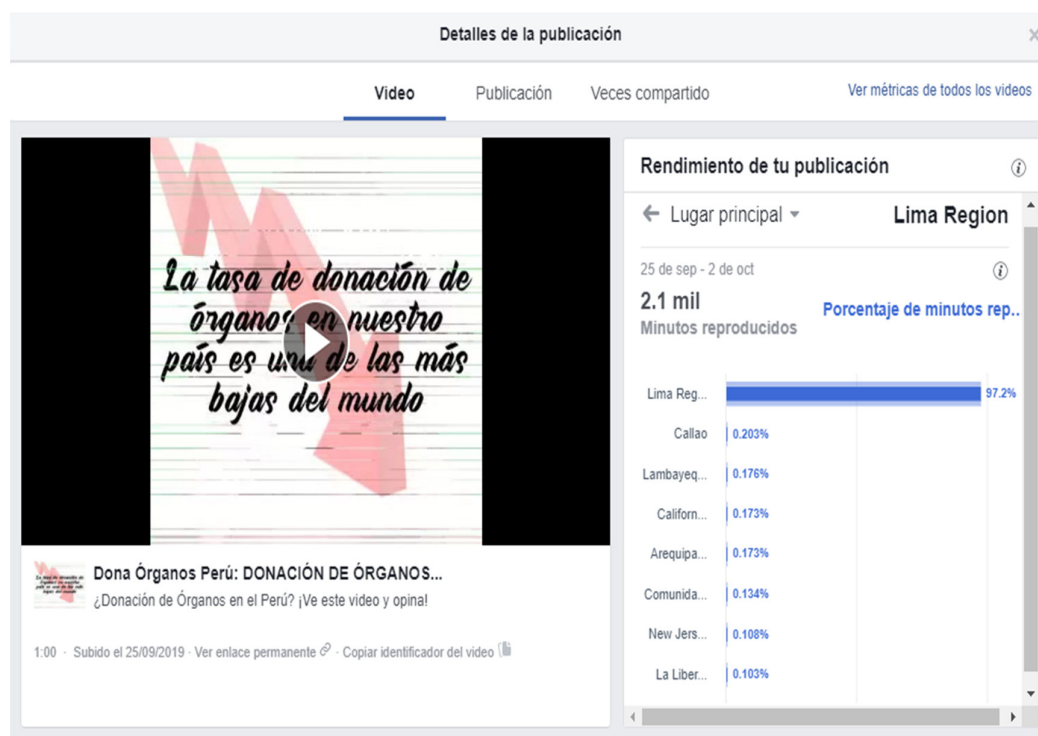 Detalles de la publicación
Video
Publicación
Veces compartido
Ver métricas de todos los videos
La tasa de donación de
órganos en nuestro
país es una de las más
bajas del mundo
Dona Órganos Perú: DONACIÓN DE ÓRGANOS...
¿Donación de Órganos en el Perú? ¡Ve este video y opina!
1:00 · Subido el 25/09/2019 · Ver enlace permanente · Copiar identificador del video
Rendimiento de tu publicación
Lugar principal
Lima Region
25 de sep - 2 de oct
2.1 mil
Minutos reproducidos
Porcentaje de minutos rep...
Lima Reg... 97.2%
Callao 0.203%
Lambayeq... 0.176%
Californ... 0.173%
Arequipa... 0.173%
Comunida... 0.134%
New Jers... 0.108%
La Liber... 0.103%